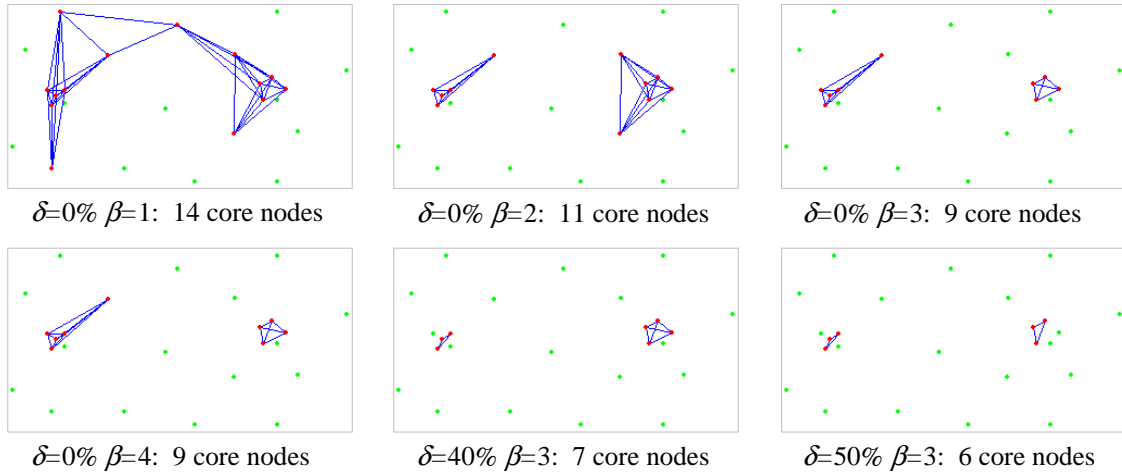 δ=0% β=1: 14 core nodes
δ=0% β=2: 11 core nodes
δ=0% β=3: 9 core nodes
δ=0% β=4: 9 core nodes
δ=40% β=3: 7 core nodes
δ=50% β=3: 6 core nodes